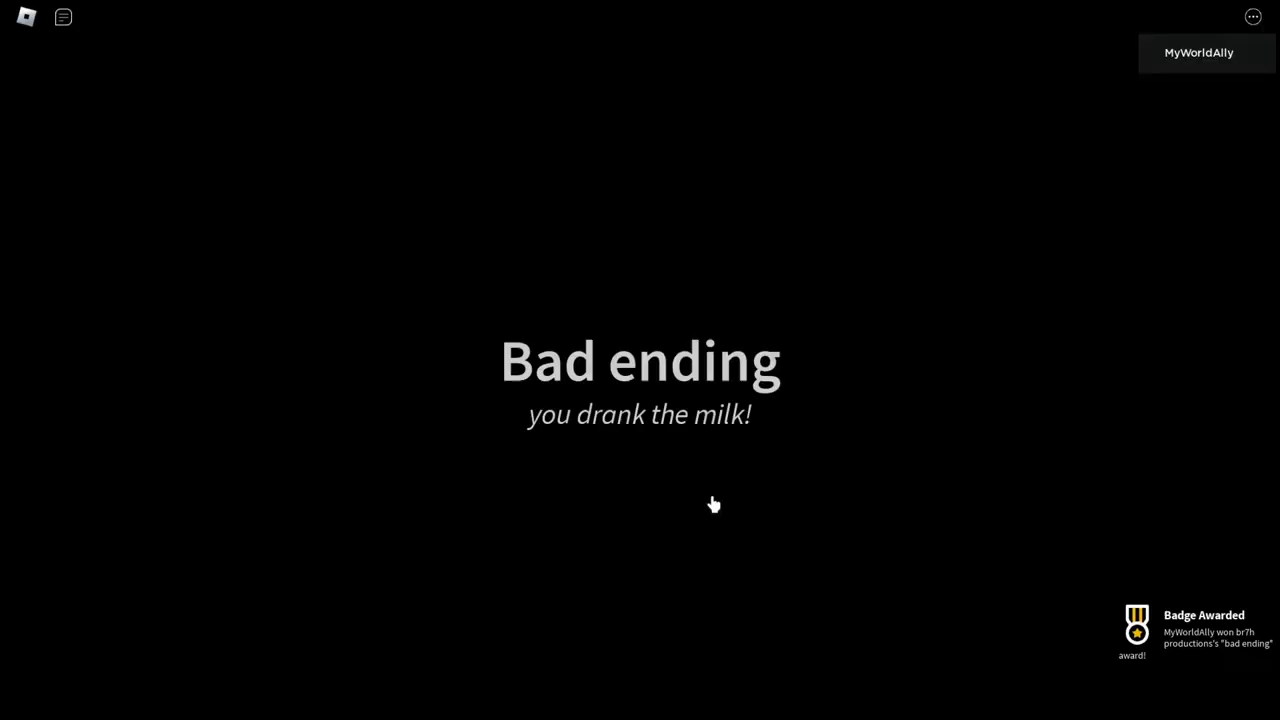 MyWorldAlly
Bad ending
you drank the milk!
Badge Awarded
MyWorldAlly won br7h
productions's "bad ending"
award!